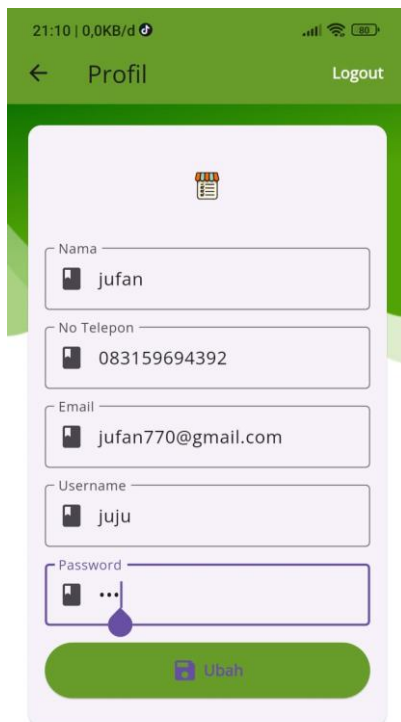 21:10 | 0,0KB/d
80
Profil
Logout
Nama
jufan
No Telepon
083159694392
Email
jufan770@gmail.com
Username
juju
Password
•••
Ubah